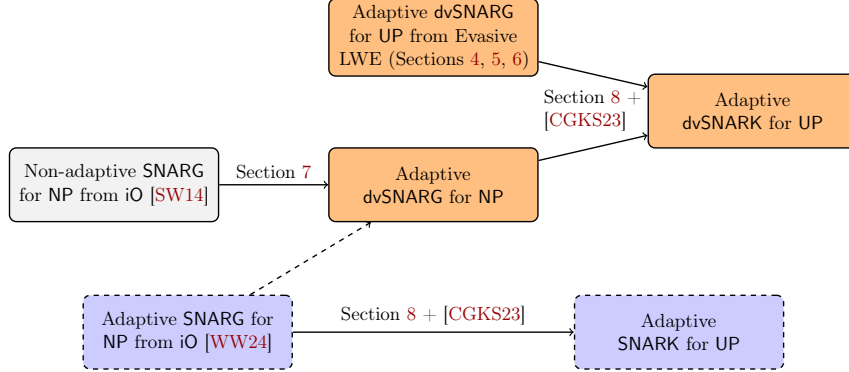 Adaptive dvSNARG
for UP from Evasive
LWE (Sections 4, 5, 6)
Section 8 +
[CGKS23]
Adaptive
dvSNARK for UP
Non-adaptive SNARG
for NP from iO [SW14]
Section 7
Adaptive
dvSNARG for NP
Adaptive SNARG for
NP from iO [WW24]
Section 8 + [CGKS23]
Adaptive
SNARK for UP